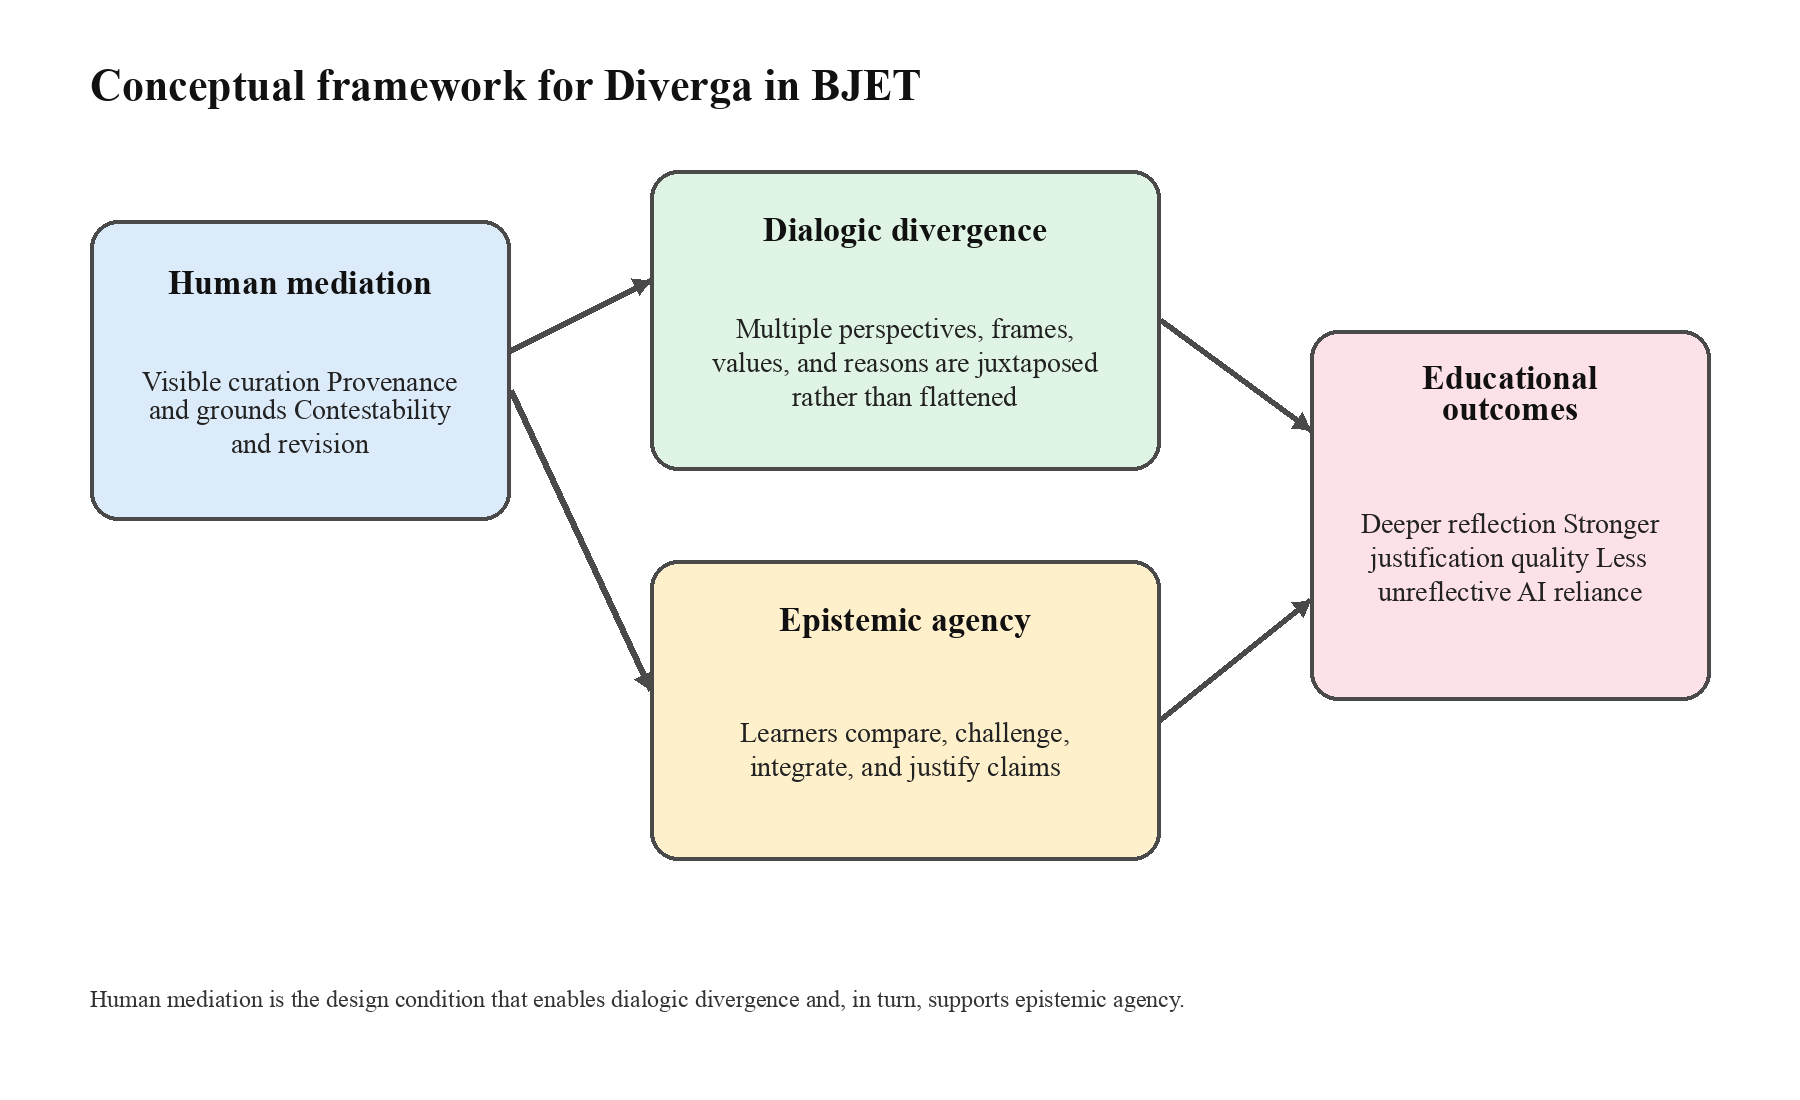 Conceptual framework for Diverga in BJET
Human mediation
Visible curation Provenance
and grounds Contestability
and revision
Dialogic divergence
Multiple perspectives, frames,
values, and reasons are juxtaposed
rather than flattened
Epistemic agency
Learners compare, challenge,
integrate, and justify claims
Educational
outcomes
Deeper reflection Stronger
justification quality Less
unreflective AI reliance
Human mediation is the design condition that enables dialogic divergence and, in turn, supports epistemic agency.